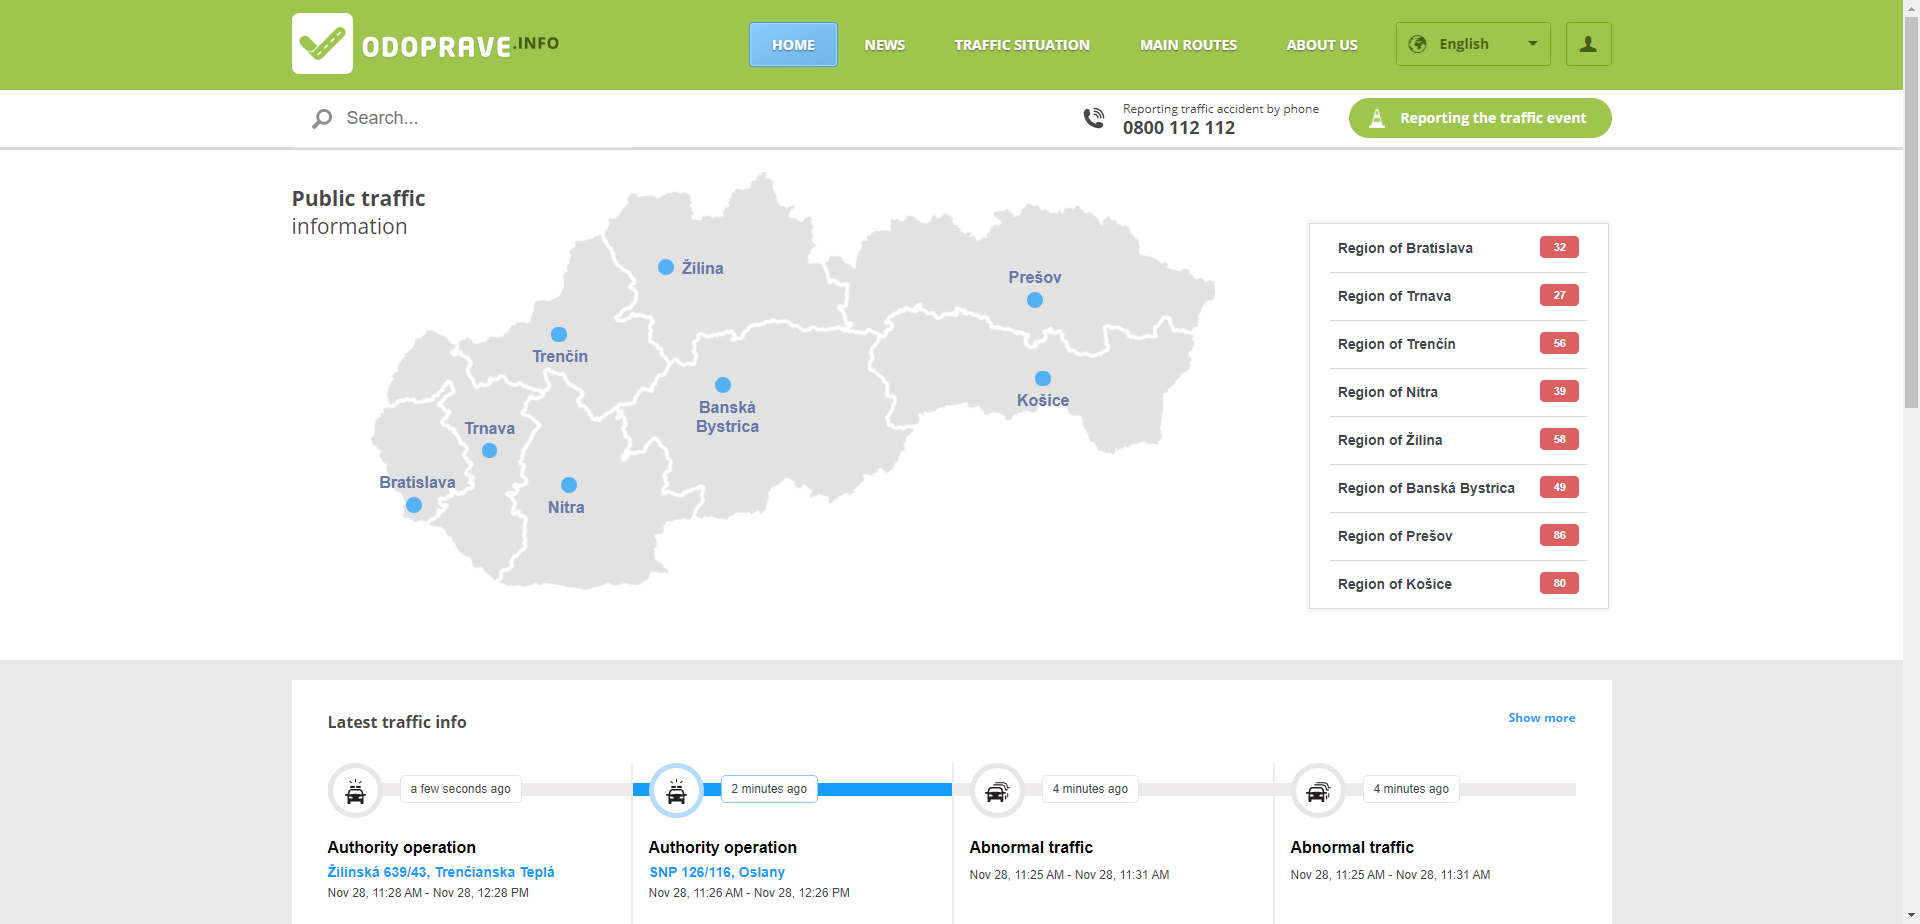 ODOPRAVE.INFO
HOME
NEWS
TRAFFIC SITUATION
MAIN ROUTES
ABOUT US
English
Search...
Reporting traffic accident by phone
0800 112 112
Reporting the traffic event
Public traffic
information
Žilina
Prešov
Trenčín
Košice
Banská
Bystrica
Trnava
Bratislava
Nitra
Region of Bratislava 32
Region of Trnava 27
Region of Trenčín 56
Region of Nitra 39
Region of Žilina 58
Region of Banská Bystrica 49
Region of Prešov 86
Region of Košice 80
Latest traffic info
Show more
a few seconds ago
Authority operation
Žilinská 639/43, Trenčianska Teplá
Nov 28, 11:28 AM - Nov 28, 12:28 PM
2 minutes ago
Authority operation
SNP 126/116, Oslany
Nov 28, 11:26 AM - Nov 28, 12:26 PM
4 minutes ago
Abnormal traffic
Nov 28, 11:25 AM - Nov 28, 11:31 AM
4 minutes ago
Abnormal traffic
Nov 28, 11:25 AM - Nov 28, 11:31 AM